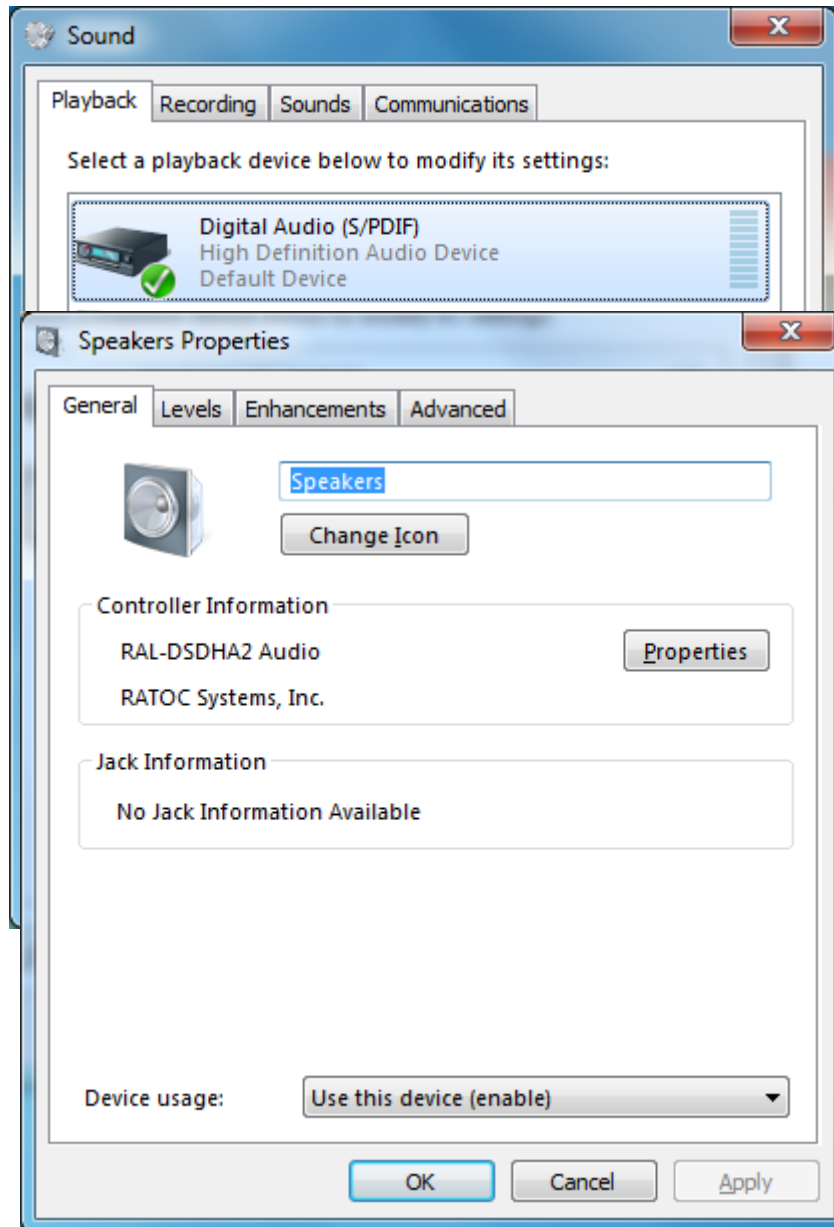 Sound
Playback Recording Sounds Communications
Select a playback device below to modify its settings:
Digital Audio (S/PDIF)
High Definition Audio Device
Default Device
Speakers Properties
General Levels Enhancements Advanced
Speakers
Change Icon
Controller Information
RAL-DSDHA2 Audio Properties
RATOC Systems, Inc.
Jack Information
No Jack Information Available
Device usage: Use this device (enable)
OK Cancel Apply